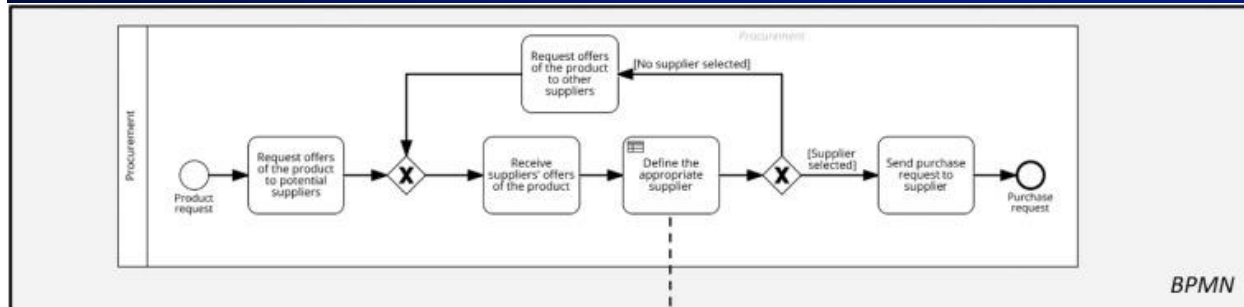 Procurement
Procurement
Request offers
of the product
to other
suppliers
[No supplier selected]
Product
request
Request offers
of the product
to potential
suppliers
X
Receive
suppliers' offers
of the product
Define the
appropriate
supplier
X
[Supplier
selected]
Send purchase
request to
supplier
Purchase
request
BPMN